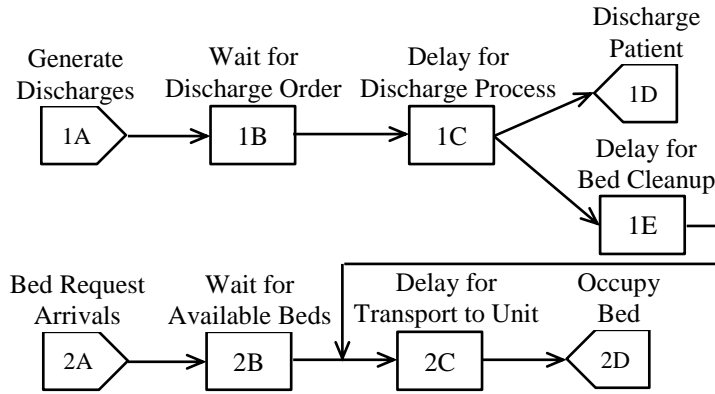 Generate
Discharges
1A
Wait for
Discharge Order
1B
Delay for
Discharge Process
1C
Discharge
Patient
1D
Delay for
Bed Cleanup
1E
Bed Request
Arrivals
2A
Wait for
Available Beds
2B
Delay for
Transport to Unit
2C
Occupy
Bed
2D